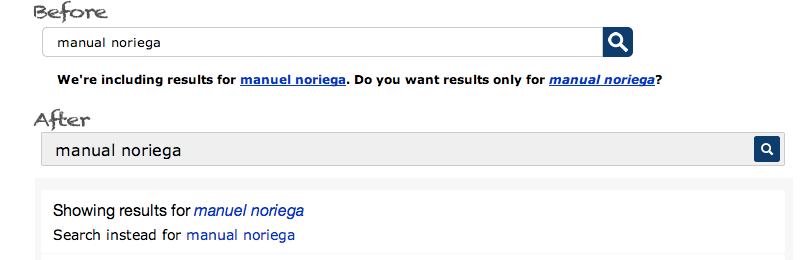 Before
manual noriega
We're including results for manuel noriega. Do you want results only for manual noriega?
After
manual noriega
Showing results for manuel noriega
Search instead for manual noriega